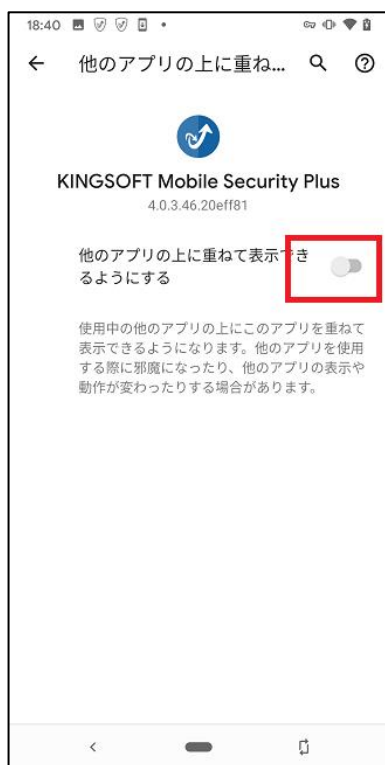 18:40
他のアプリの上に重ね...
KINGSOFT Mobile Security Plus
4.0.3.46.20eff81
他のアプリの上に重ねて表示でき
るようにする
使用中の他のアプリの上にこのアプリを重ねて
表示できるようになります。他のアプリを使用
する際に邪魔になったり、他のアプリの表示や
動作が変わったりする場合があります。